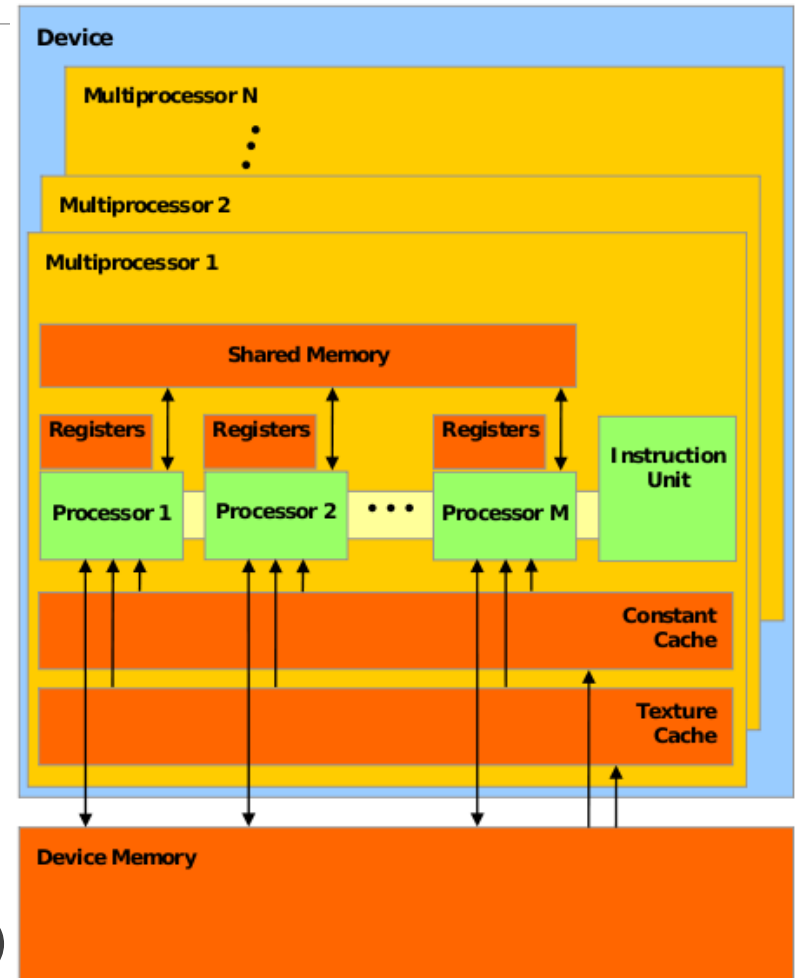 Device
Multiprocessor N
Multiprocessor 2
Multiprocessor 1
Shared Memory
Registers
Registers
Registers
Instruction
Unit
Processor 1
Processor 2
• • •
Processor M
Constant
Cache
Texture
Cache
Device Memory